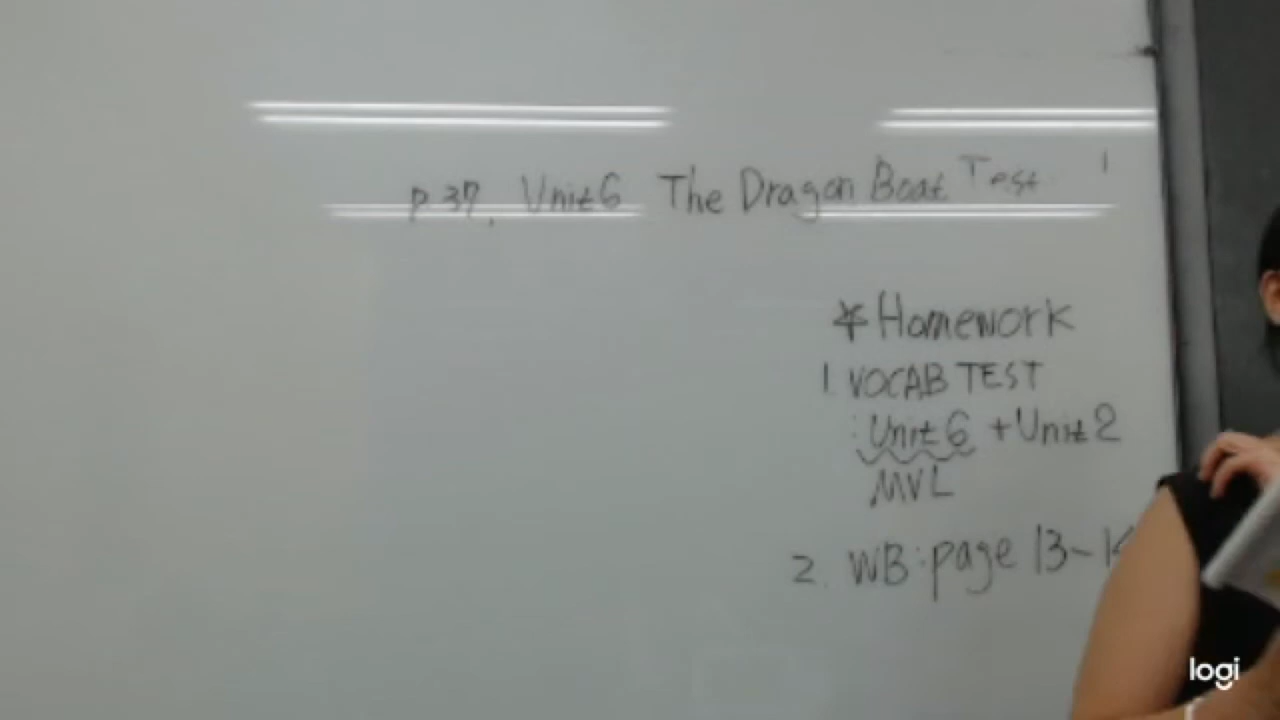 p 37, Unit 6 The Dragon Boat Test
* Homework
1. VOCAB TEST
: Unit 6 + Unit 2
MVL
2. WB: page 13~
logi